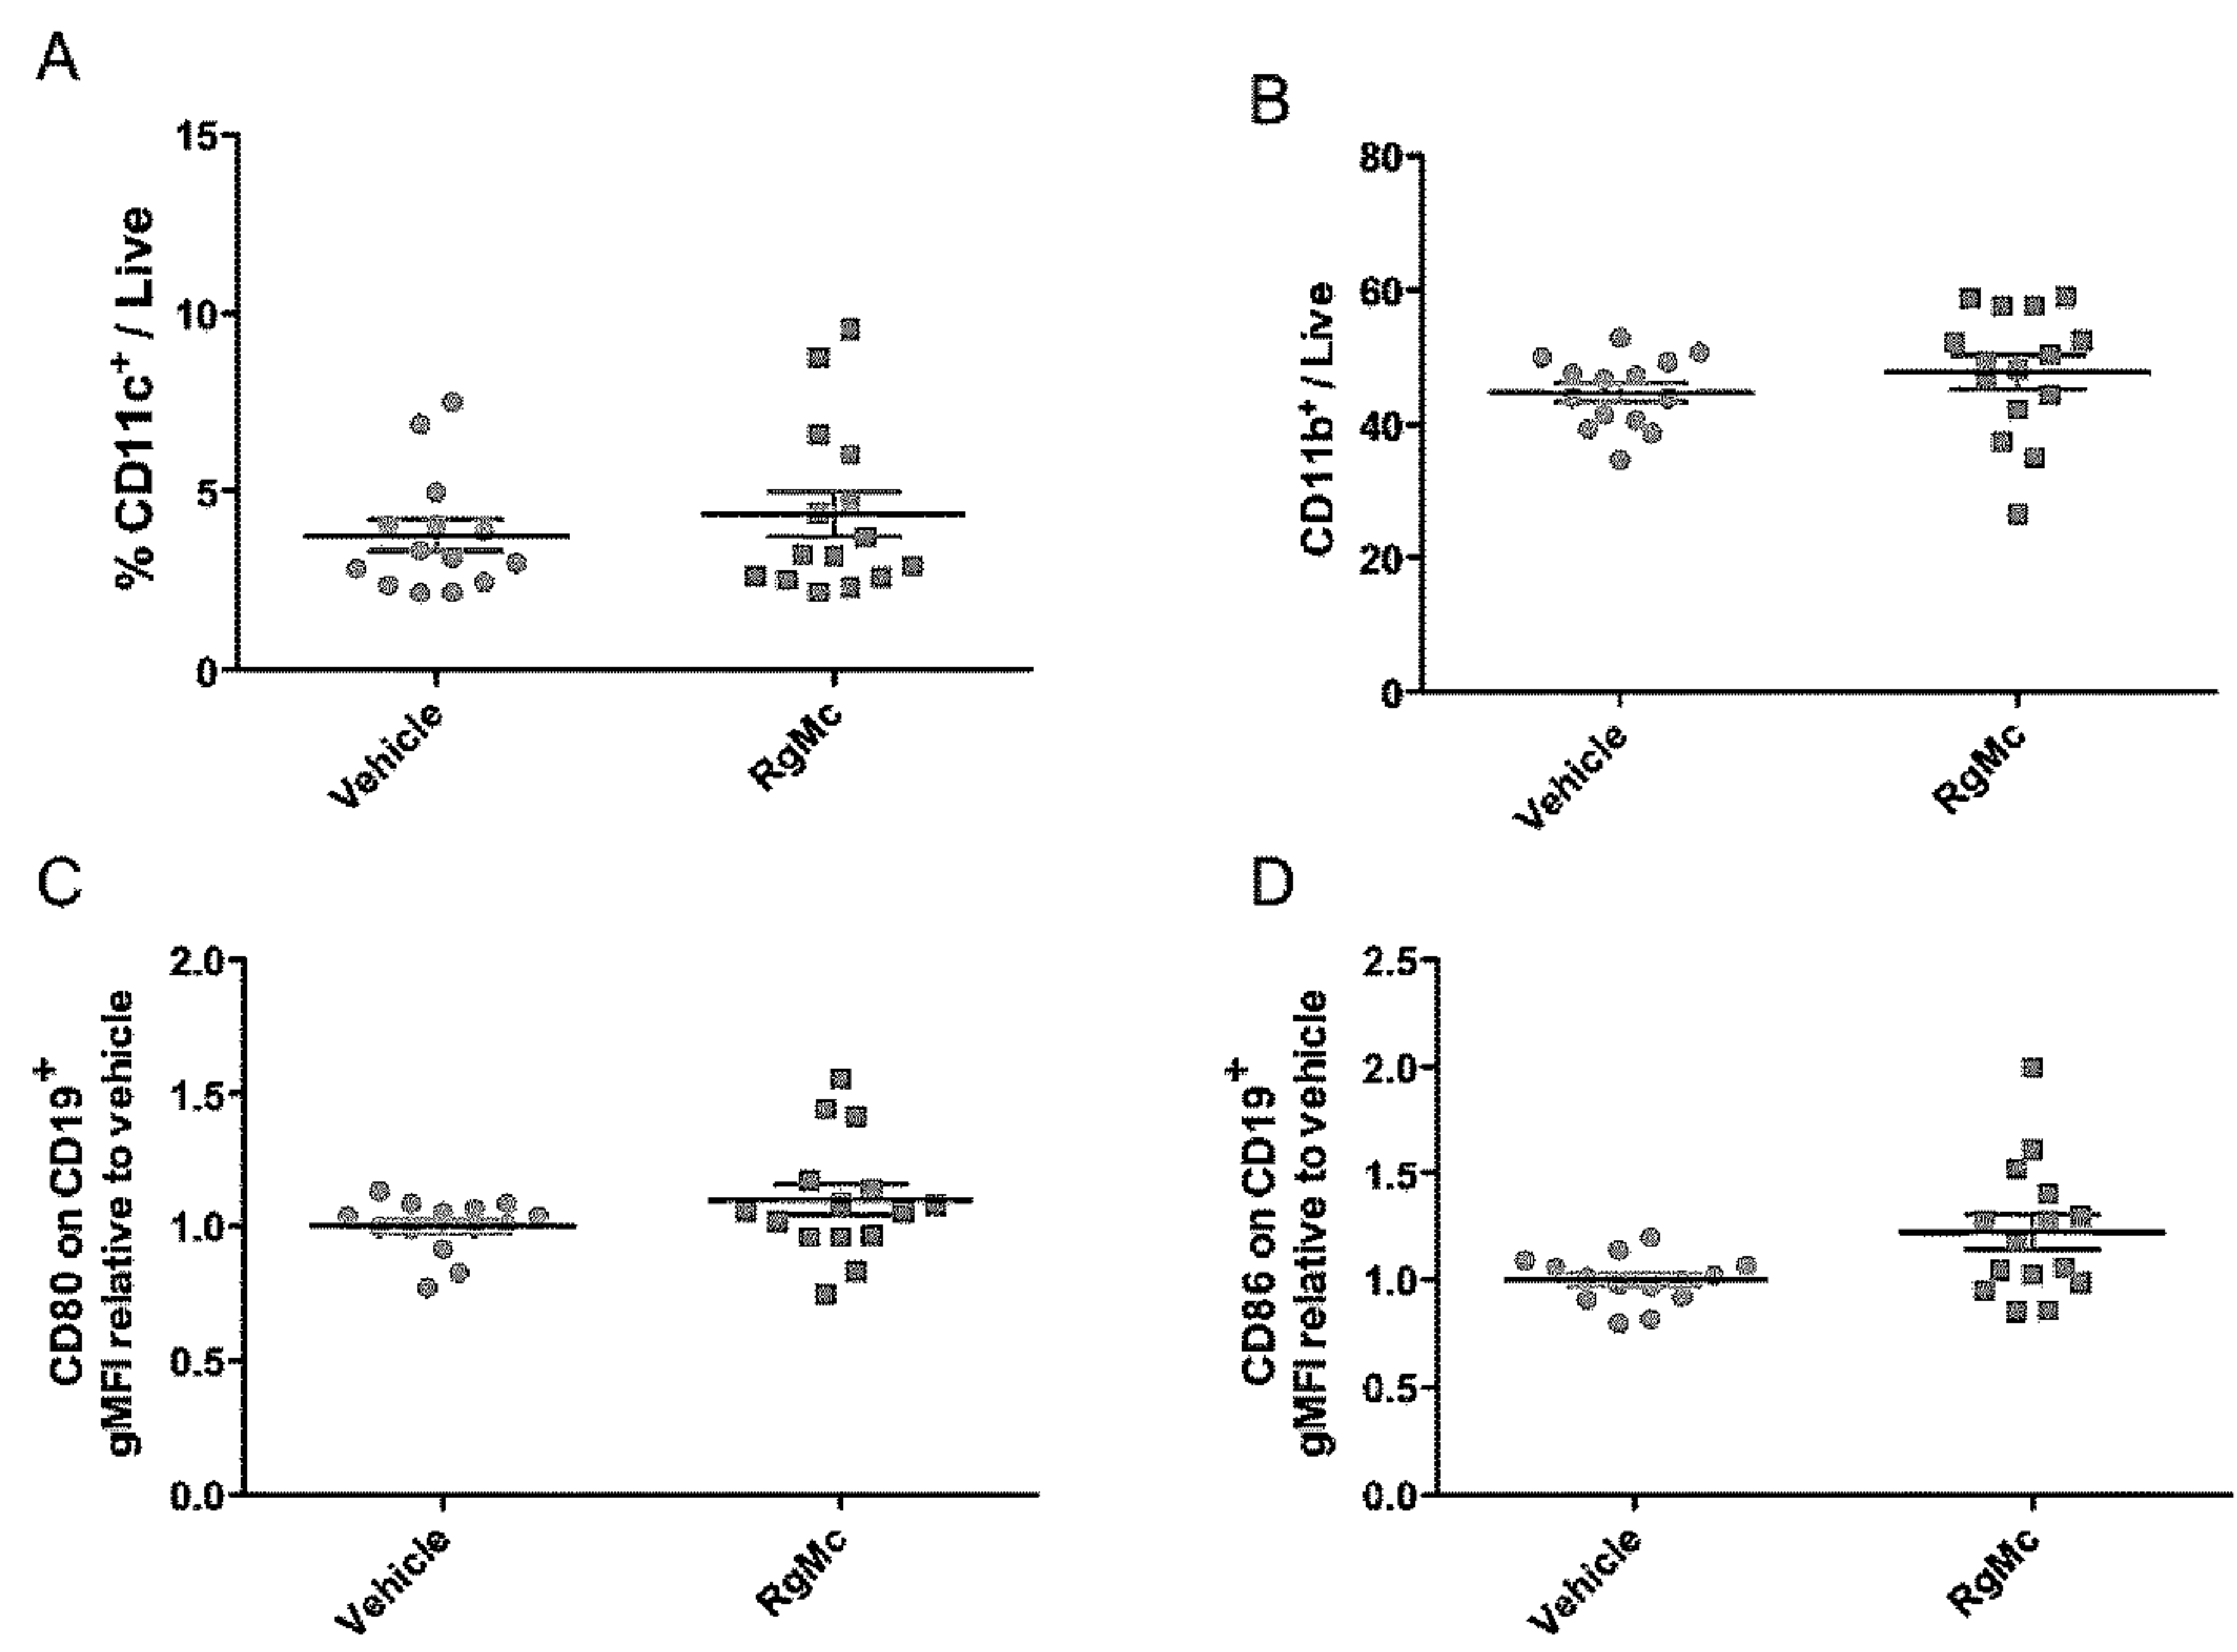 A
% CD11c+ / Live
15
10
5
0
Vehicle
RgMc
B
CD11b+ / Live
80
60
40
20
0
Vehicle
RgMc
C
CD80 on CD19+
gMFI relative to vehicle
2.0
1.5
1.0
0.5
0.0
Vehicle
RgMc
D
CD86 on CD19+
gMFI relative to vehicle
2.5
2.0
1.5
1.0
0.5
0.0
Vehicle
RgMc